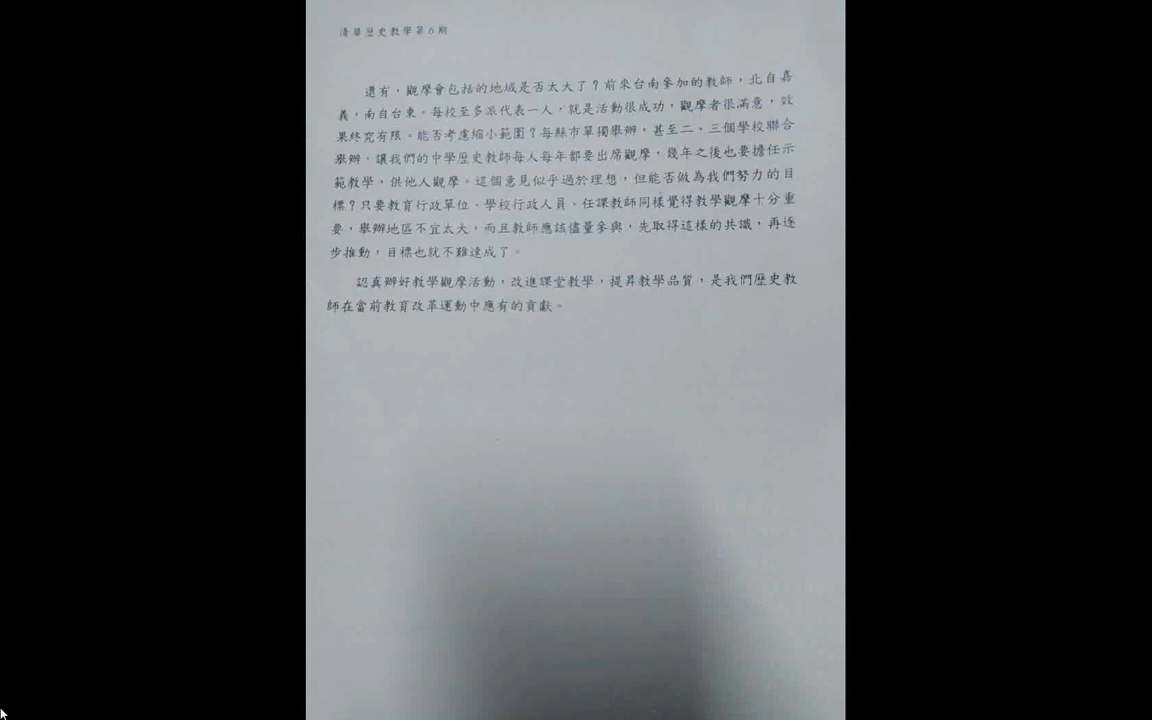 清華歷史教學第6期
還有，觀摩會包括的地域是否太大了？前來台南參加的教師，北自嘉
義，南自台東。每校至多派代表一人，就是活動很成功，觀摩者很滿意，效
果終究有限。能否考慮縮小範圍？每縣市單獨舉辦，甚至二、三個學校聯合
舉辦，讓我們的中學歷史教師每人每年都要出席觀摩，幾年之後也要擔任示
範教學，供他人觀摩。這個意見似乎過於理想，但能否做為我們努力的目
標？只要教育行政單位、學校行政人員、任課教師同樣覺得教學觀摩十分重
要，舉辦地區不宜太大，而且教師應該儘量參與，先取得這樣的共識，再逐
步推動，目標也就不難達成了。
認真辦好教學觀摩活動，改進課堂教學，提昇教學品質，是我們歷史教
師在當前教育改革運動中應有的貢獻。